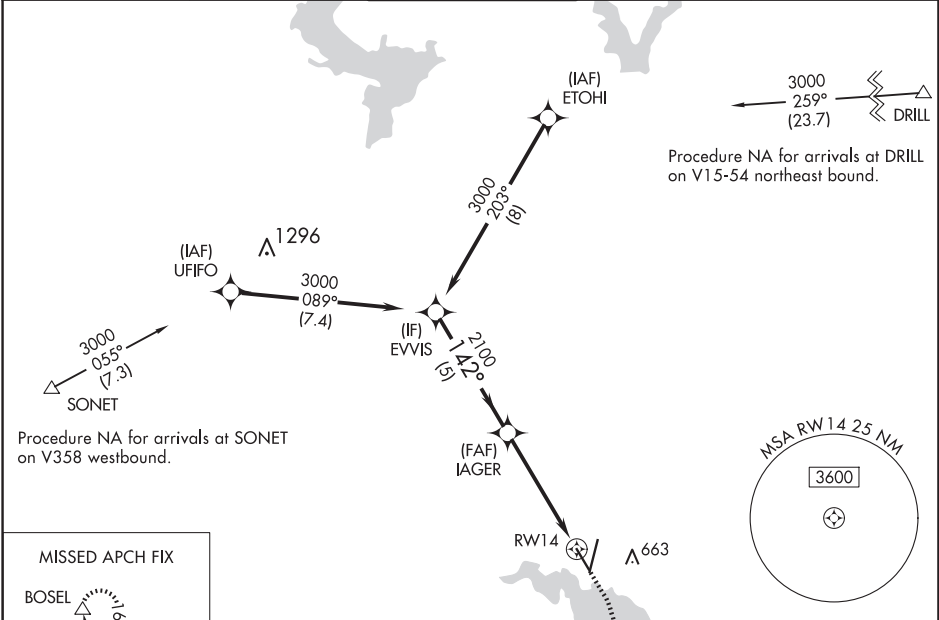 (IAF)
ETOHI
3000
259°
(23.7)
DRILL
Procedure NA for arrivals at DRILL
on V15-54 northeast bound.
3000
203°
(8)
1296
(IAF)
UFIFO
3000
089°
(7.4)
(IF)
EVVIS
2100
142°
(5)
3000
055°
(7.3)
SONET
Procedure NA for arrivals at SONET
on V358 westbound.
(FAF)
IAGER
MSA RW14 25 NM
3600
RW14
663
MISSED APCH FIX
BOSEL